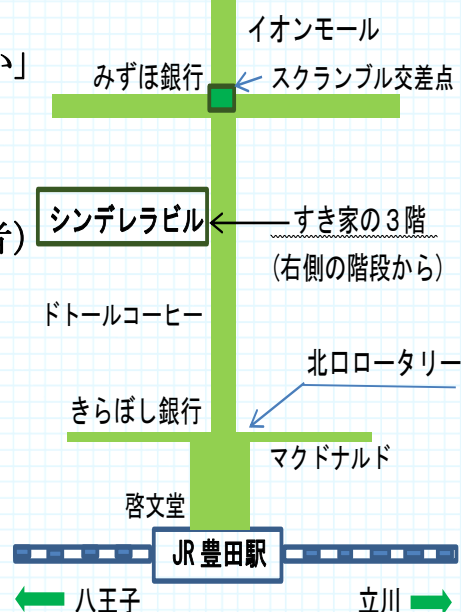 イオンモール
い」
みずほ銀行
スクランブル交差点
シンデレラビル
すき家の3階
者)
(右側の階段から)
ドトールコーヒー
北口ロータリー
きらぼし銀行
マクドナルド
啓文堂
JR 豊田駅
八王子
立川